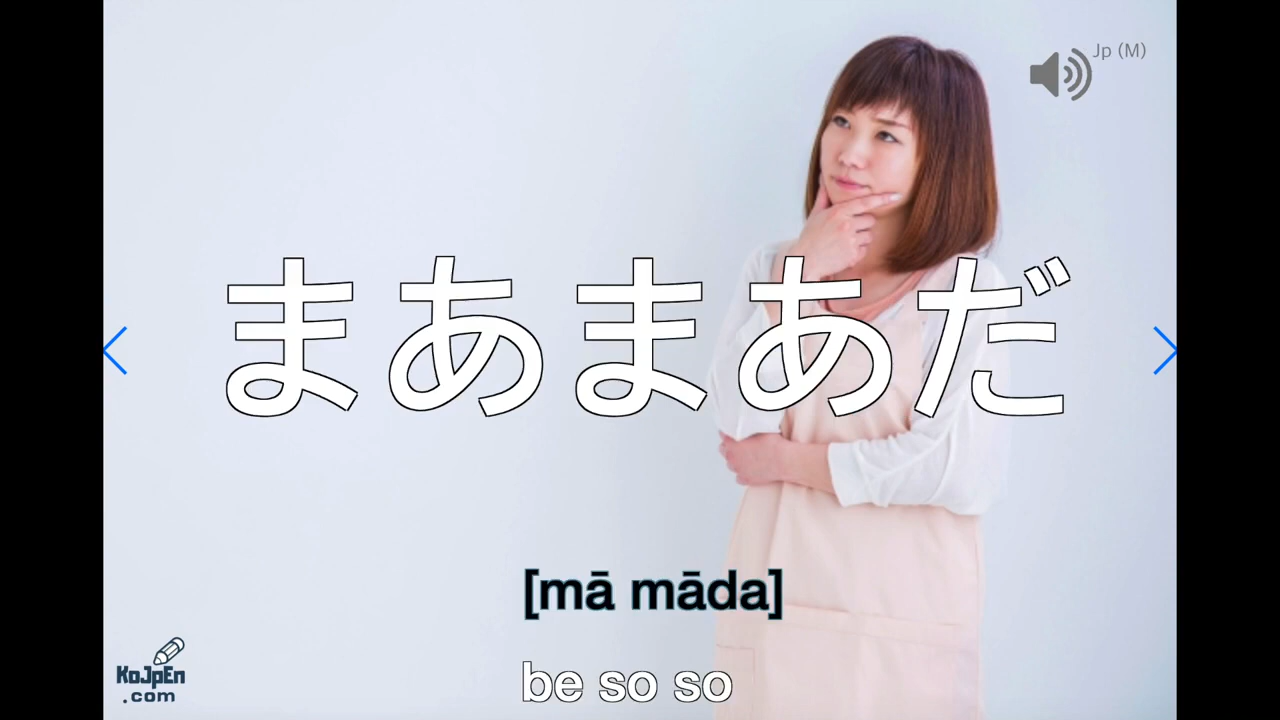 Jp (M)
まあまあだ
[mā māda]
be so so
KoJpEn
.com